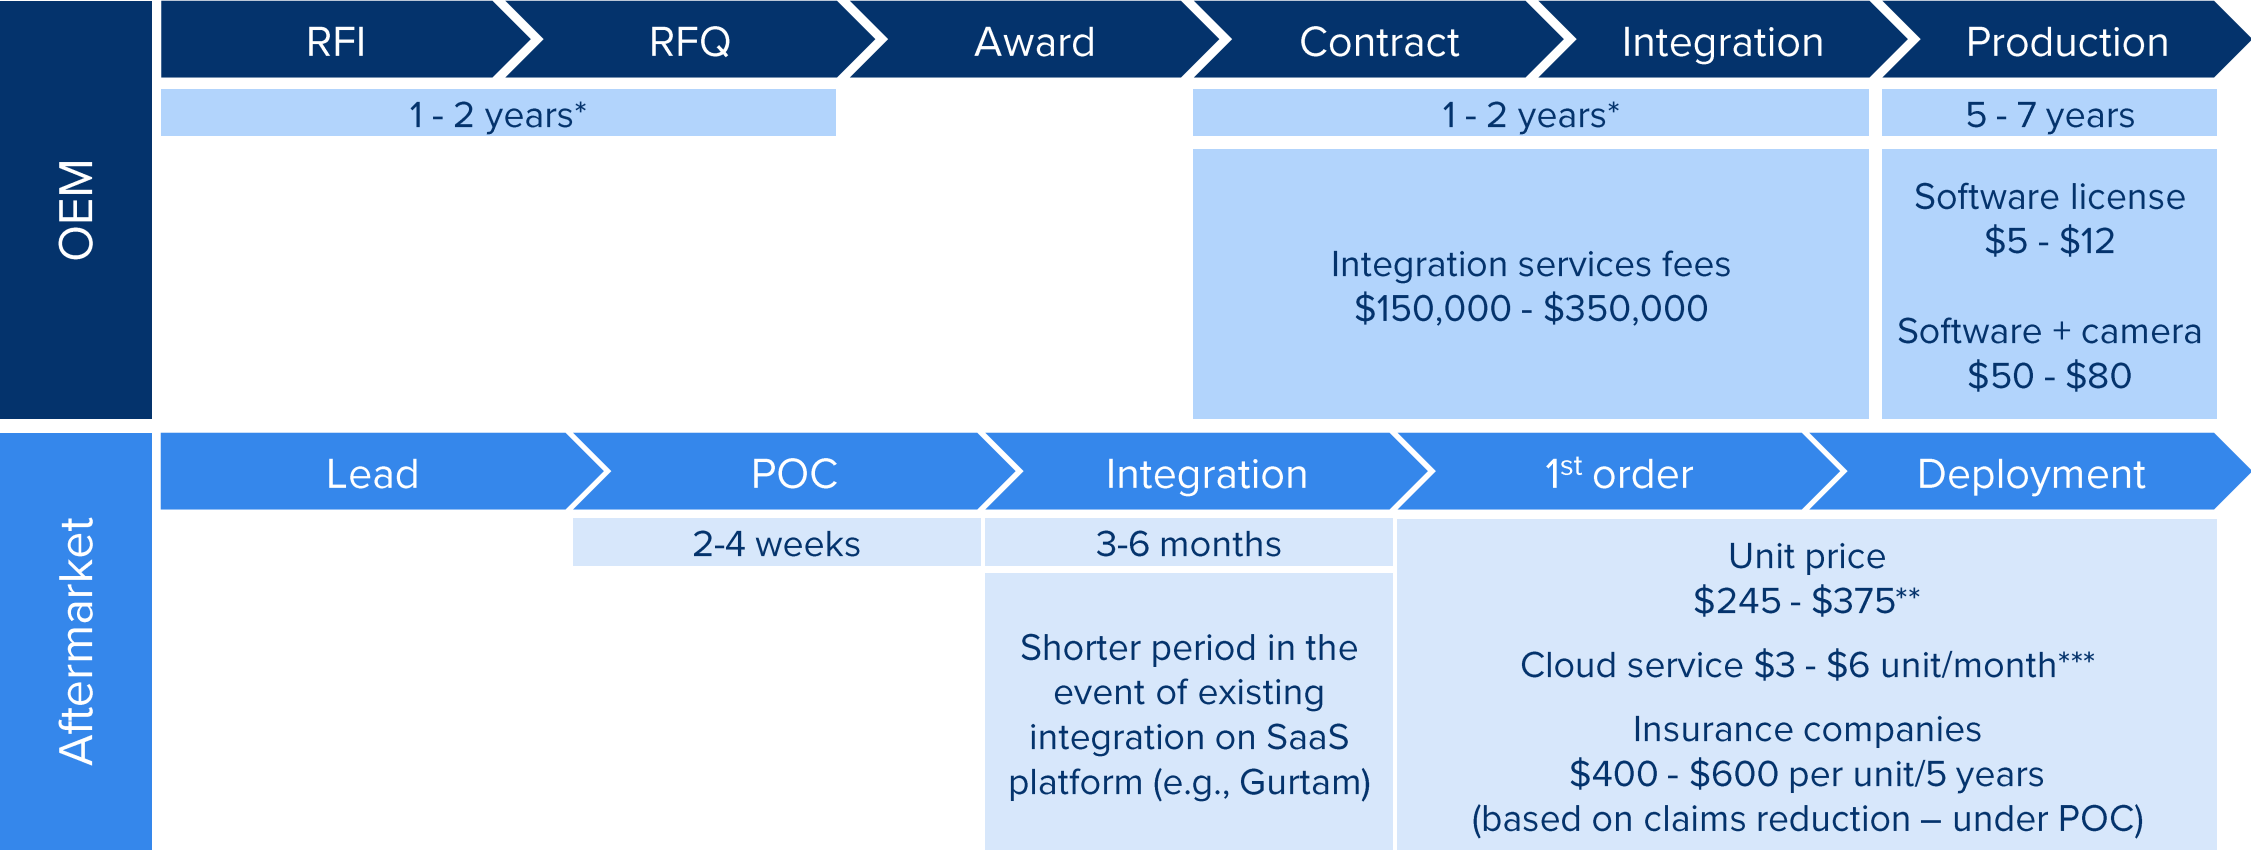 OEM
RFI
RFQ
Award
Contract
Integration
Production
1 - 2 years*
1 - 2 years*
5 - 7 years
Integration services fees
$150,000 - $350,000
Software license
$5 - $12
Software + camera
$50 - $80
Aftermarket
Lead
POC
Integration
1st order
Deployment
2-4 weeks
3-6 months
Shorter period in the
event of existing
integration on SaaS
platform (e.g., Gurtam)
Unit price
$245 - $375**
Cloud service $3 - $6 unit/month***
Insurance companies
$400 - $600 per unit/5 years
(based on claims reduction – under POC)